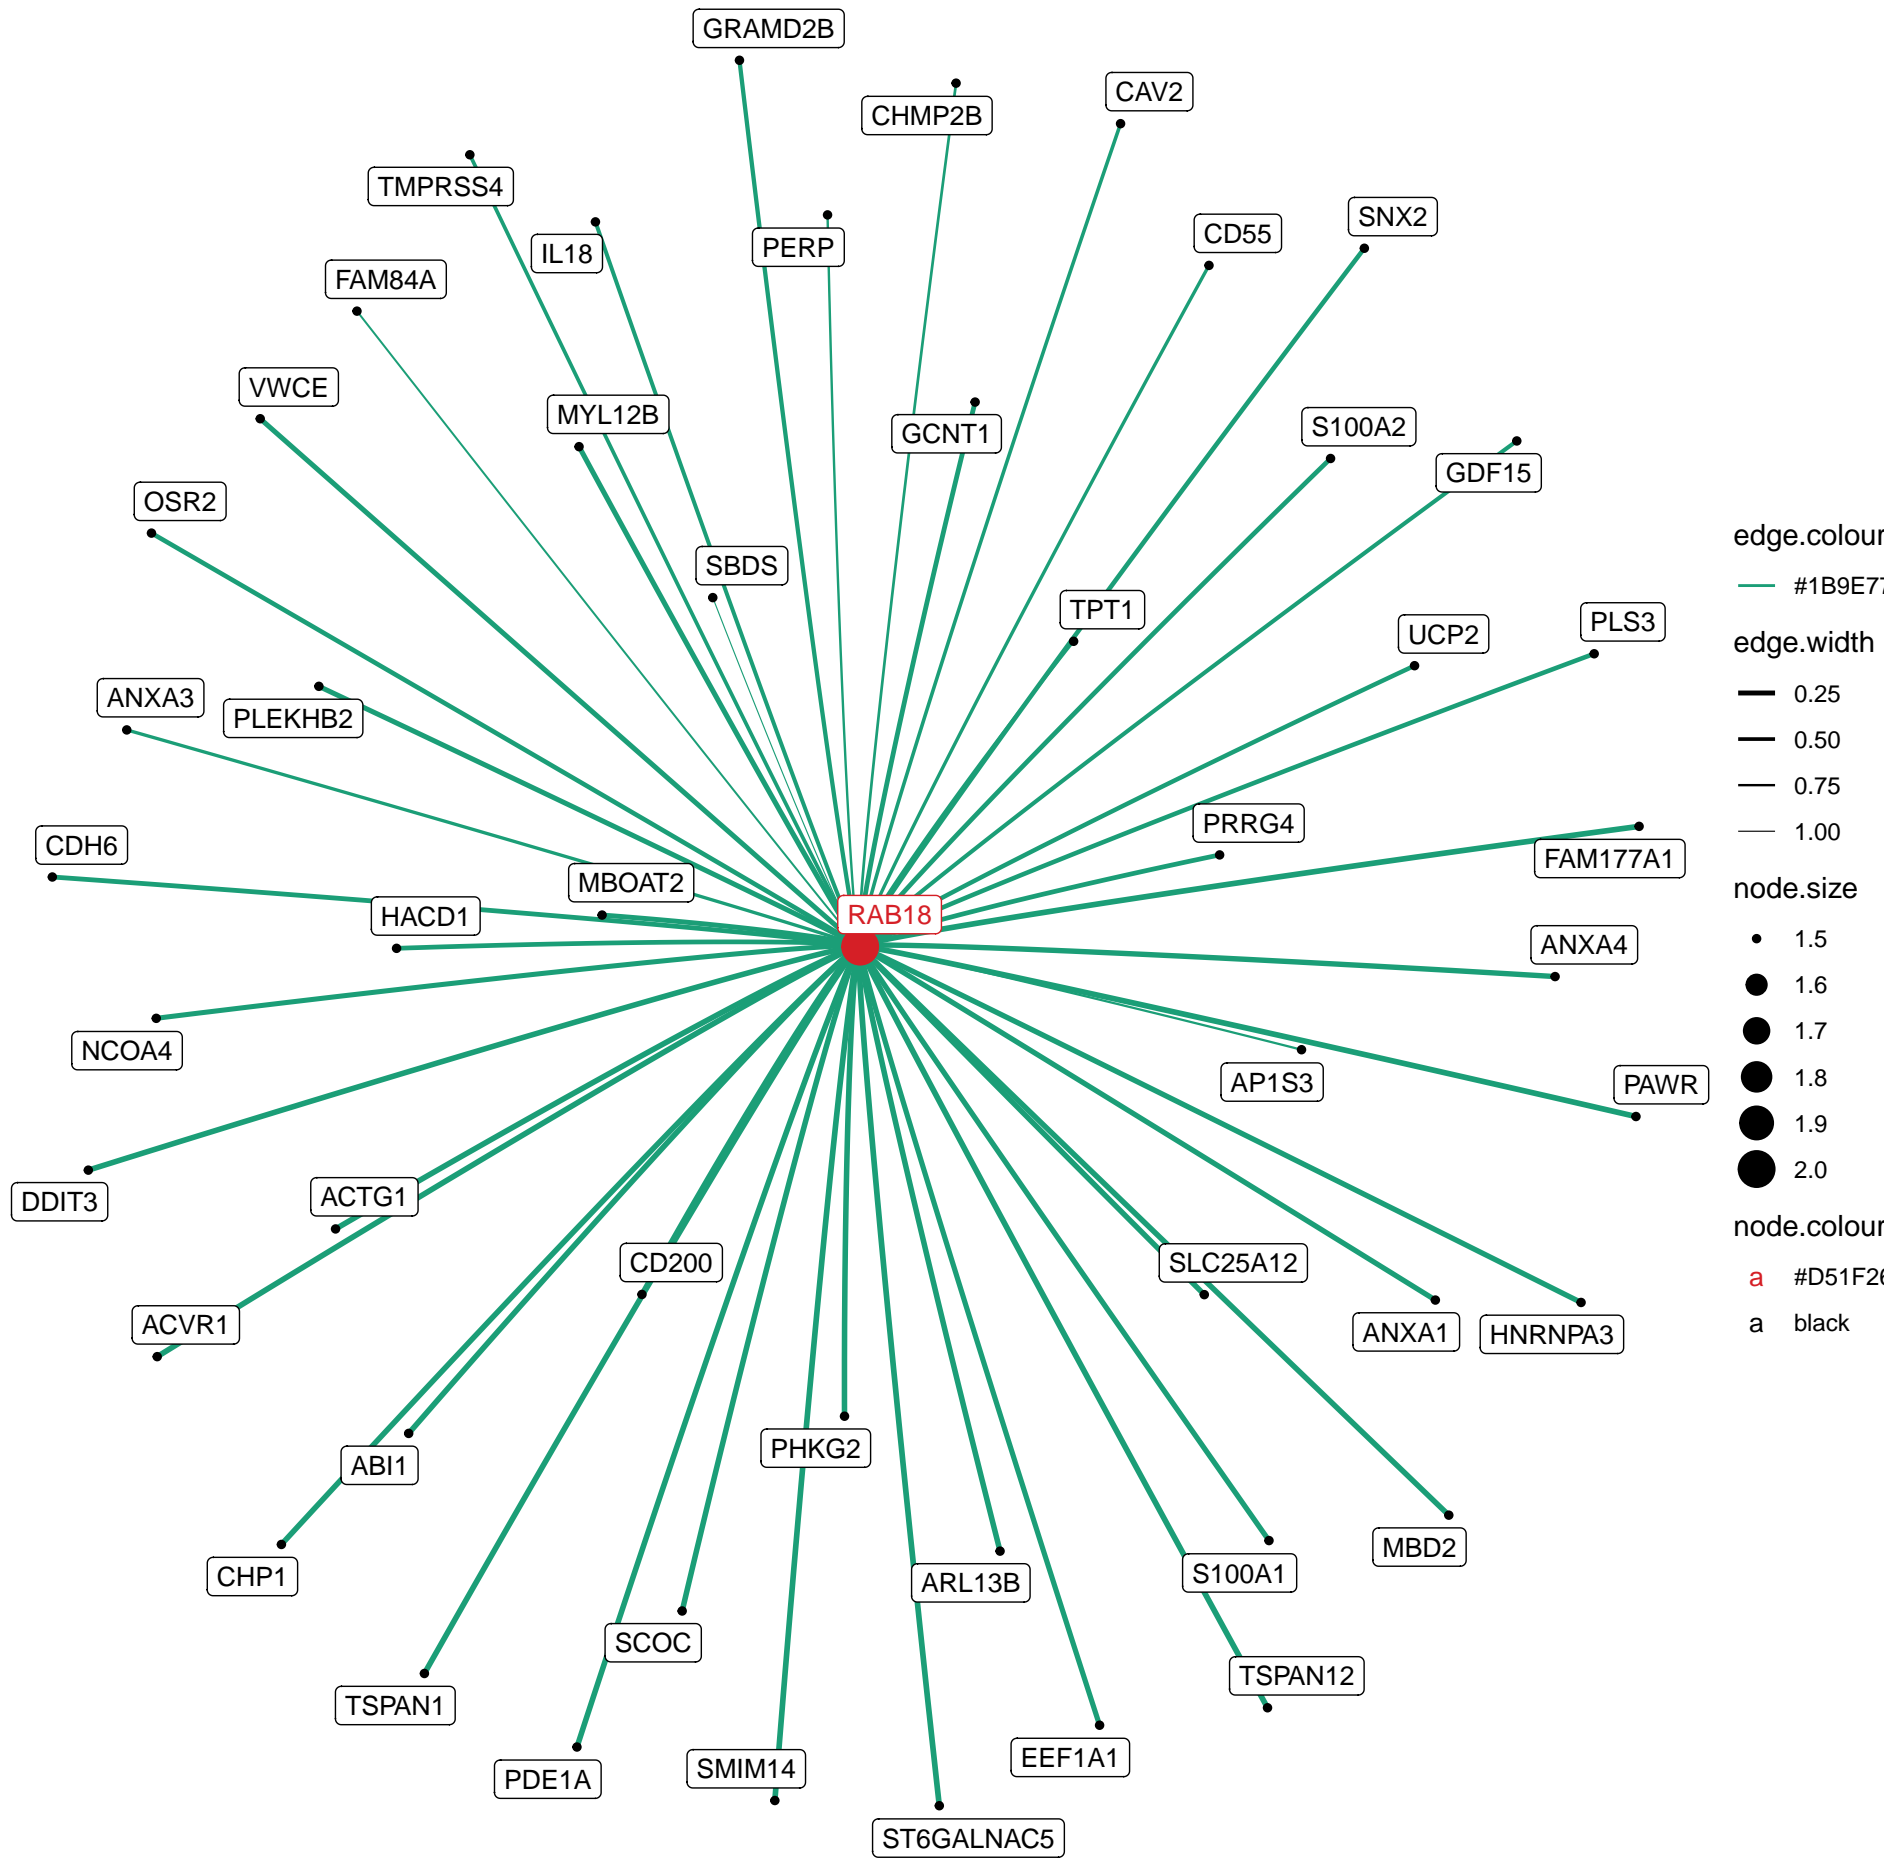 GRAMD2B
CHMP2B
CAV2
TMPRSS4
IL18
PERP
CD55
SNX2
FAM84A
VWCE
MYL12B
GCNT1
S100A2
GDF15
OSR2
SBDS
TPT1
UCP2
PLS3
ANXA3
PLEKHB2
CDH6
MBOAT2
HACD1
RAB18
PRRG4
FAM177A1
ANXA4
NCOA4
AP1S3
PAWR
DDIT3
ACTG1
CD200
SLC25A12
ACVR1
ANXA1
HNRNPA3
ABI1
PHKG2
MBD2
CHP1
ARL13B
S100A1
SCOC
TSPAN1
TSPAN12
PDE1A
SMIM14
EEF1A1
ST6GALNAC5
edge.colour
#1B9E77
edge.width
0.25
0.50
0.75
1.00
node.size
1.5
1.6
1.7
1.8
1.9
2.0
node.colour
a #D51F26
a black